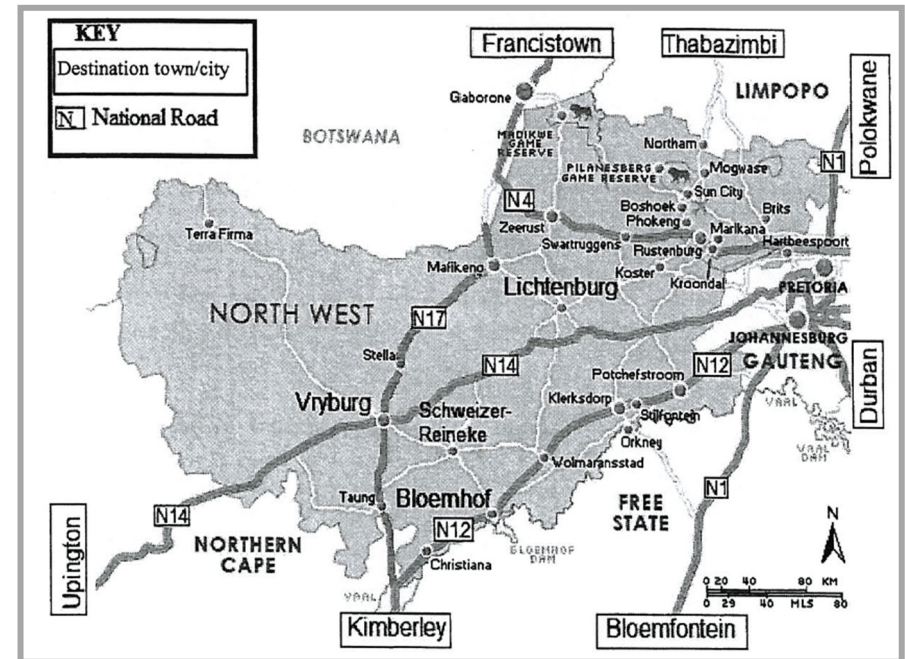 KEY
Destination town/city
N National Road
Francistown
Thabazimbi
Polokwane
LIMPOPO
BOTSWANA
Giaborone
MADIKWE
GAME
RESERVE
Northam
PILANESBERG
GAME RESERVE
Mogwase
Sun City
N1
N4
Boshoek
Phokeng
Brits
Zeerust
Marikana
Terra Firma
Swartruggens
Rustenburg
Hartbeespoort
Mafikeng
Koster
Kroondal
Lichtenburg
PRETORIA
NORTH WEST
N17
JOHANNESBURG
GAUTENG
Stella
N14
N12
Potchefstroom
Durban
Vryburg
Klerksdorp
Stilfontein
VAAL
Schweizer-
Reineke
Orkney
VAAL
DAM
Wolmaransstad
Taung
Bloemhof
FREE
STATE
N1
N
N14
N12
NORTHERN
CAPE
BLOEMHOF
DAM
Christiana
Upington
VAAL
0 20 40 80 KM
0 29 40 MLS 80
Kimberley
Bloemfontein